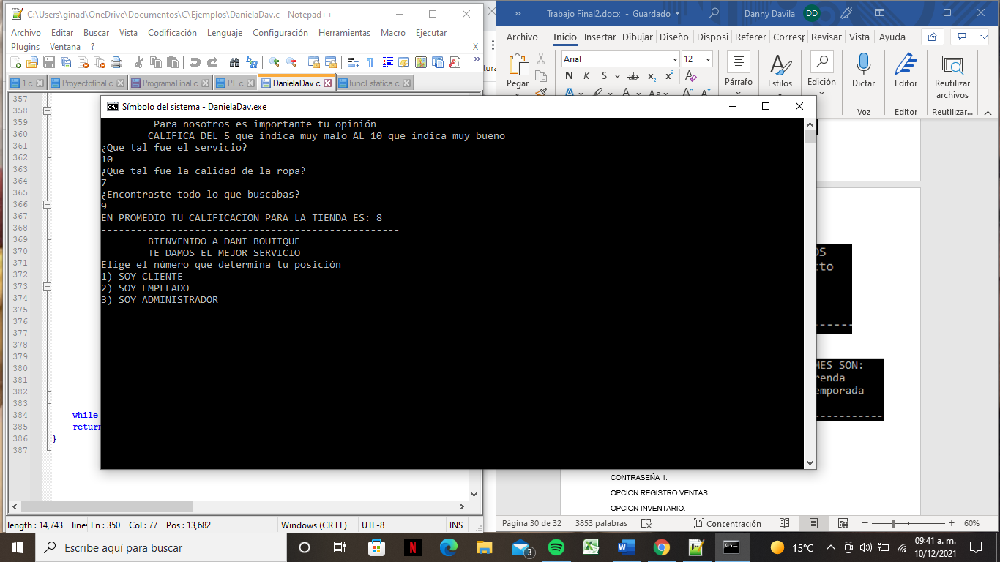 C:\Users\ginad\OneDrive\Documentos\C\Ejemplos\DanielaDav.c - Notepad++
Archivo Editar Buscar Vista Codificación Lenguaje Configuración Herramientas Macro Ejecutar
Plugins Ventana ? X
1.c Proyectofinal.c ProgramaFinal.c PF.c DanielaDav.c funcEstatica.c
357
358
359
360
361
362
363
364
365
366
367
368
369
370
371
372
373
374
375
376
377
378
379
380
381
382
383
384 while
385 return
386 }
387
length : 14,743 lines Ln : 350 Col : 77 Pos : 13,682 Windows (CR LF) UTF-8 INS
Trabajo Final2.docx - Guardado Danny Davila DD
Archivo Inicio Insertar Dibujar Diseño Disposi Referer Corresp Revisar Vista Ayuda
Arial 12
Pegar N K S ab x₂ x² Párrafo Estilos Edición Dictar Editor Reutilizar archivos
Voz Editor Reutilizar...
Símbolo del sistema - DanielaDav.exe
Para nosotros es importante tu opinión
CALIFICA DEL 5 que indica muy malo AL 10 que indica muy bueno
¿Que tal fue el servicio?
10
¿Que tal fue la calidad de la ropa?
7
¿Encontraste todo lo que buscabas?
9
EN PROMEDIO TU CALIFICACION PARA LA TIENDA ES: 8
---------------------------------------------------
BIENVENIDO A DANI BOUTIQUE
TE DAMOS EL MEJOR SERVICIO
Elige el número que determina tu posición
1) SOY CLIENTE
2) SOY EMPLEADO
3) SOY ADMINISTRADOR
---------------------------------------------------
OS
cto
MES SON:
renda
emporada
CONTRASEÑA 1.
OPCION REGISTRO VENTAS.
OPCION INVENTARIO.
Página 30 de 32 3853 palabras Concentración 60%
Escribe aquí para buscar
3
15°C
09:41 a. m.
10/12/2021